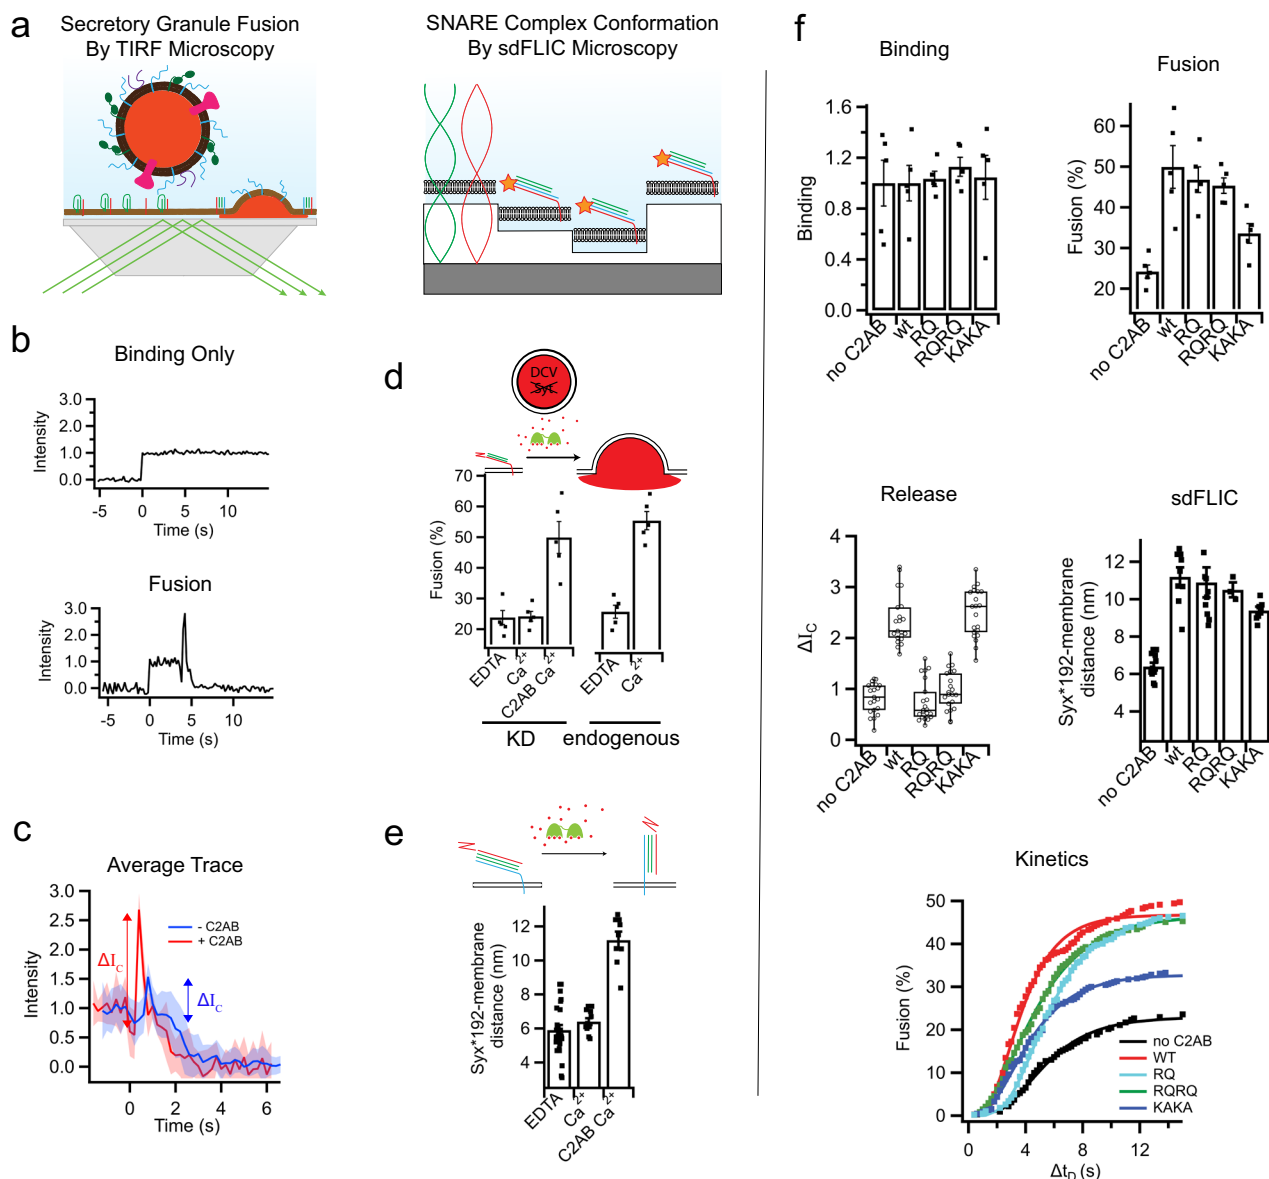 a
Secretory Granule Fusion
By TIRF Microscopy
SNARE Complex Conformation
By sdFLIC Microscopy
b
Binding Only
3.0
2.0
1.0
0.0
Intensity
-5 0 5 10
Time (s)
Fusion
3.0
2.0
1.0
0.0
Intensity
-5 0 5 10
Time (s)
c
Average Trace
3.0
2.5
2.0
1.5
1.0
0.5
0.0
Intensity
- C2AB
+ C2AB
ΔI_C
ΔI_C
0 2 4 6
Time (s)
d
DCV
Syt
70
60
50
40
30
20
Fusion (%)
EDTA
Ca2+
C2AB Ca2+
EDTA
Ca2+
KD
endogenous
e
12
10
8
6
4
Syx*192-membrane
distance (nm)
EDTA
Ca2+
C2AB Ca2+
f
Binding
1.6
1.2
0.8
0.4
0.0
Binding
no C2AB
wt
RQ
RQRQ
KAKA
Fusion
60
50
40
30
20
Fusion (%)
no C2AB
wt
RQ
RQRQ
KAKA
Release
4
3
2
1
0
ΔI_C
no C2AB
wt
RQ
RQRQ
KAKA
sdFLIC
12
10
8
6
4
Syx*192-membrane
distance (nm)
no C2AB
wt
RQ
RQRQ
KAKA
Kinetics
50
40
30
20
10
0
Fusion (%)
no C2AB
WT
RQ
RQRQ
KAKA
0 4 8 12
Δt_D (s)